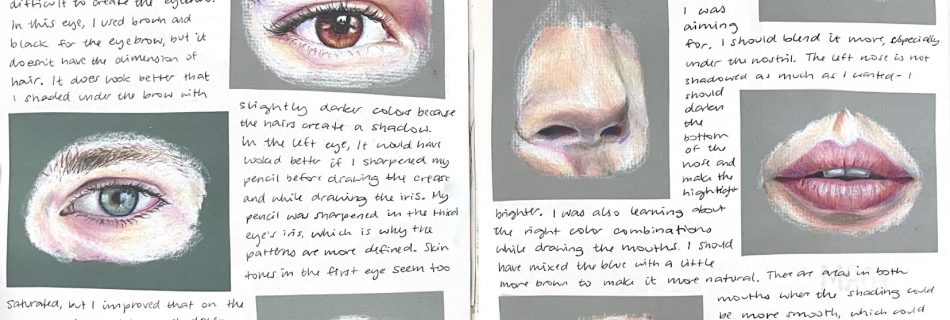 difficult to create the eyebrow.
In this eye, I used brown and
black for the eyebrow, but it
doesn't have the dimension of
hair. It does look better that
I shaded under the brow with
slightly darker colour because
the hairs create a shadow.
In the left eye, It would have
worked better if I sharpened my
pencil before drawing the crease
and while drawing the iris. My
pencil was sharpened in the third
eye's iris, which is why the
patterns are more defined. Skin
tones in the first eye seem too
saturated, but I improved that on the
I was
aiming
for. I should blend it more, especially
under the nostril. The left nose is not
shadowed as much as I wanted - I
should
darken
the
bottom
of the
nose and
make the
highlight
brighter. I was also learning about
the right color combinations
while drawing the mouths. I should
have mixed the blue with a little
more brown to make it more natural. There are areas in both
mouths where the shading could
be more smooth, which could